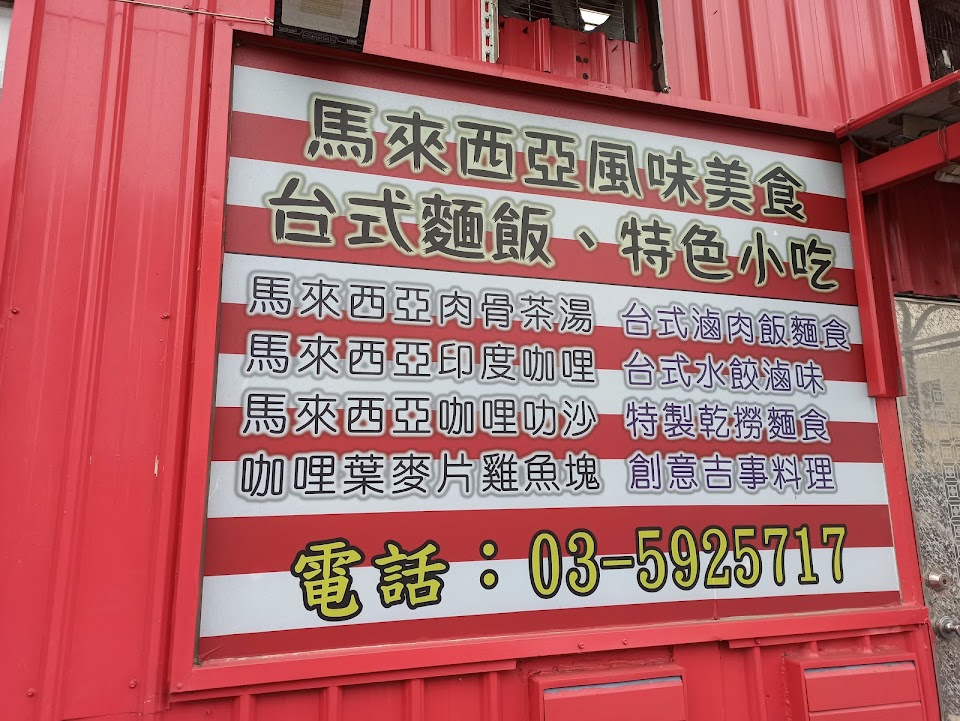 馬來西亞風味美食
台式麵飯、特色小吃
馬來西亞肉骨茶湯 台式滷肉飯麵食
馬來西亞印度咖哩 台式水餃滷味
馬來西亞咖哩叻沙 特製乾撈麵食
咖哩葉麥片雞魚塊 創意吉事料理
電話：03-5925717